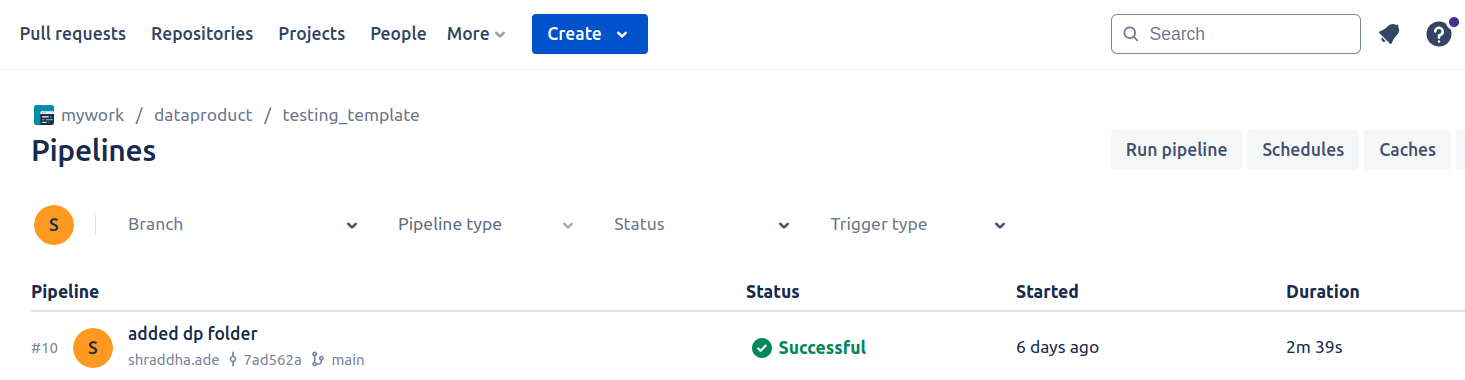 Pull requests Repositories Projects People More Create Search
mywork / dataproduct / testing_template
Pipelines
Run pipeline Schedules Caches
S Branch Pipeline type Status Trigger type
Pipeline Status Started Duration
#10 S added dp folder Successful 6 days ago 2m 39s
shraddha.ade 7ad562a main